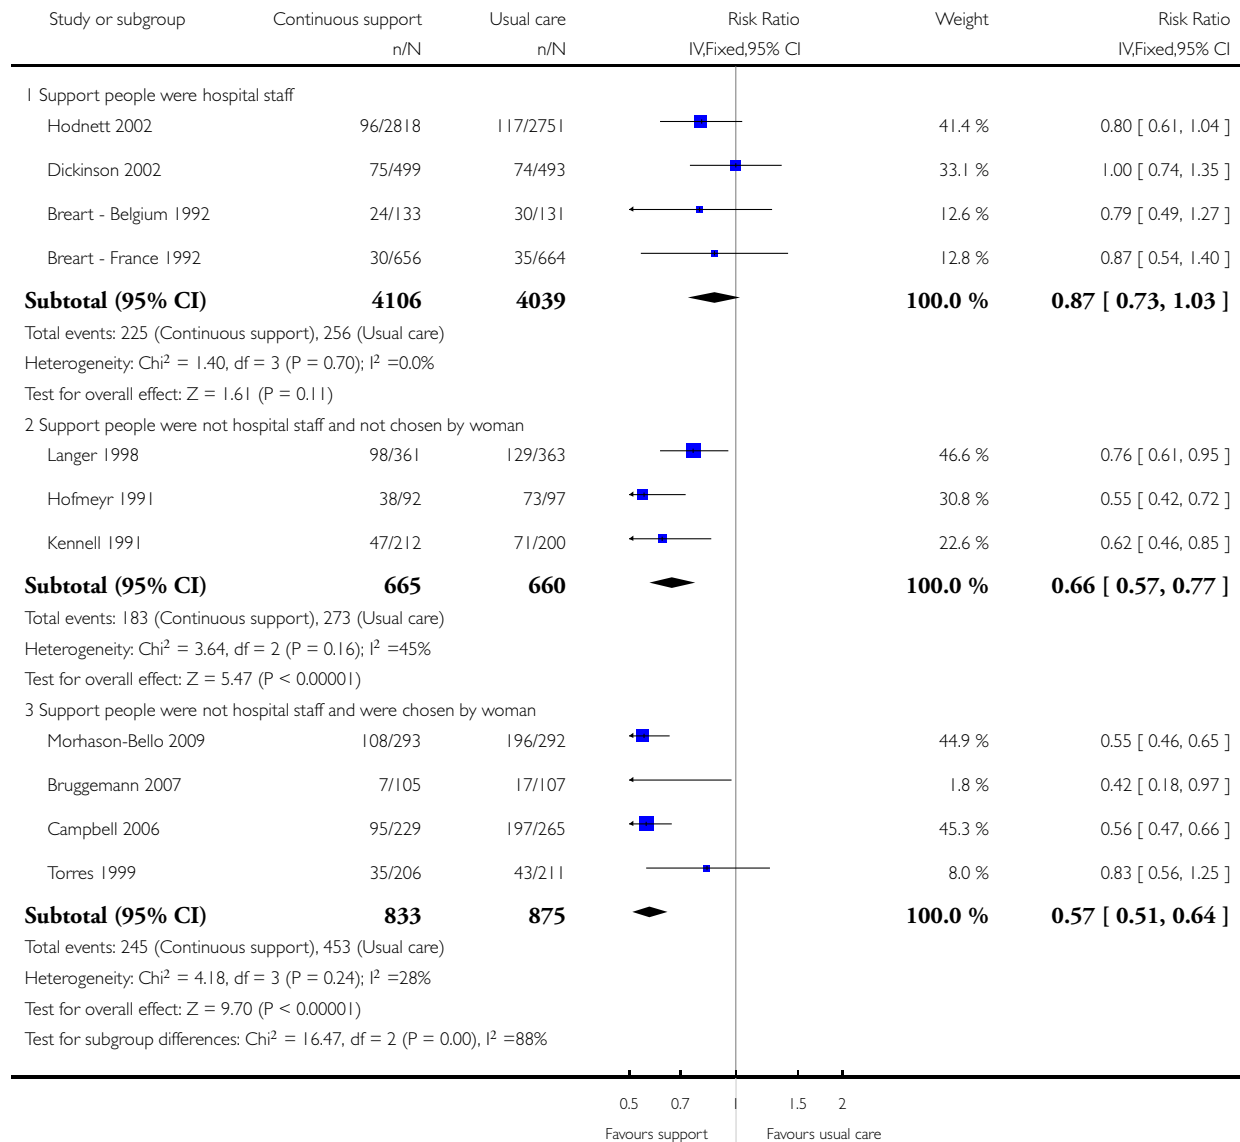 Study or subgroup Continuous support Usual care Risk Ratio Weight Risk Ratio
n/N n/N IV,Fixed,95% CI IV,Fixed,95% CI
1 Support people were hospital staff
Hodnett 2002 96/2818 117/2751 41.4 % 0.80 [ 0.61, 1.04 ]
Dickinson 2002 75/499 74/493 33.1 % 1.00 [ 0.74, 1.35 ]
Breart - Belgium 1992 24/133 30/131 12.6 % 0.79 [ 0.49, 1.27 ]
Breart - France 1992 30/656 35/664 12.8 % 0.87 [ 0.54, 1.40 ]
Subtotal (95% CI) 4106 4039 100.0 % 0.87 [ 0.73, 1.03 ]
Total events: 225 (Continuous support), 256 (Usual care)
Heterogeneity: Chi² = 1.40, df = 3 (P = 0.70); I² =0.0%
Test for overall effect: Z = 1.61 (P = 0.11)
2 Support people were not hospital staff and not chosen by woman
Langer 1998 98/361 129/363 46.6 % 0.76 [ 0.61, 0.95 ]
Hofmeyr 1991 38/92 73/97 30.8 % 0.55 [ 0.42, 0.72 ]
Kennell 1991 47/212 71/200 22.6 % 0.62 [ 0.46, 0.85 ]
Subtotal (95% CI) 665 660 100.0 % 0.66 [ 0.57, 0.77 ]
Total events: 183 (Continuous support), 273 (Usual care)
Heterogeneity: Chi² = 3.64, df = 2 (P = 0.16); I² =45%
Test for overall effect: Z = 5.47 (P < 0.00001)
3 Support people were not hospital staff and were chosen by woman
Morhason-Bello 2009 108/293 196/292 44.9 % 0.55 [ 0.46, 0.65 ]
Bruggemann 2007 7/105 17/107 1.8 % 0.42 [ 0.18, 0.97 ]
Campbell 2006 95/229 197/265 45.3 % 0.56 [ 0.47, 0.66 ]
Torres 1999 35/206 43/211 8.0 % 0.83 [ 0.56, 1.25 ]
Subtotal (95% CI) 833 875 100.0 % 0.57 [ 0.51, 0.64 ]
Total events: 245 (Continuous support), 453 (Usual care)
Heterogeneity: Chi² = 4.18, df = 3 (P = 0.24); I² =28%
Test for overall effect: Z = 9.70 (P < 0.00001)
Test for subgroup differences: Chi² = 16.47, df = 2 (P = 0.00), I² =88%
0.5 0.7 1 1.5 2
Favours support Favours usual care